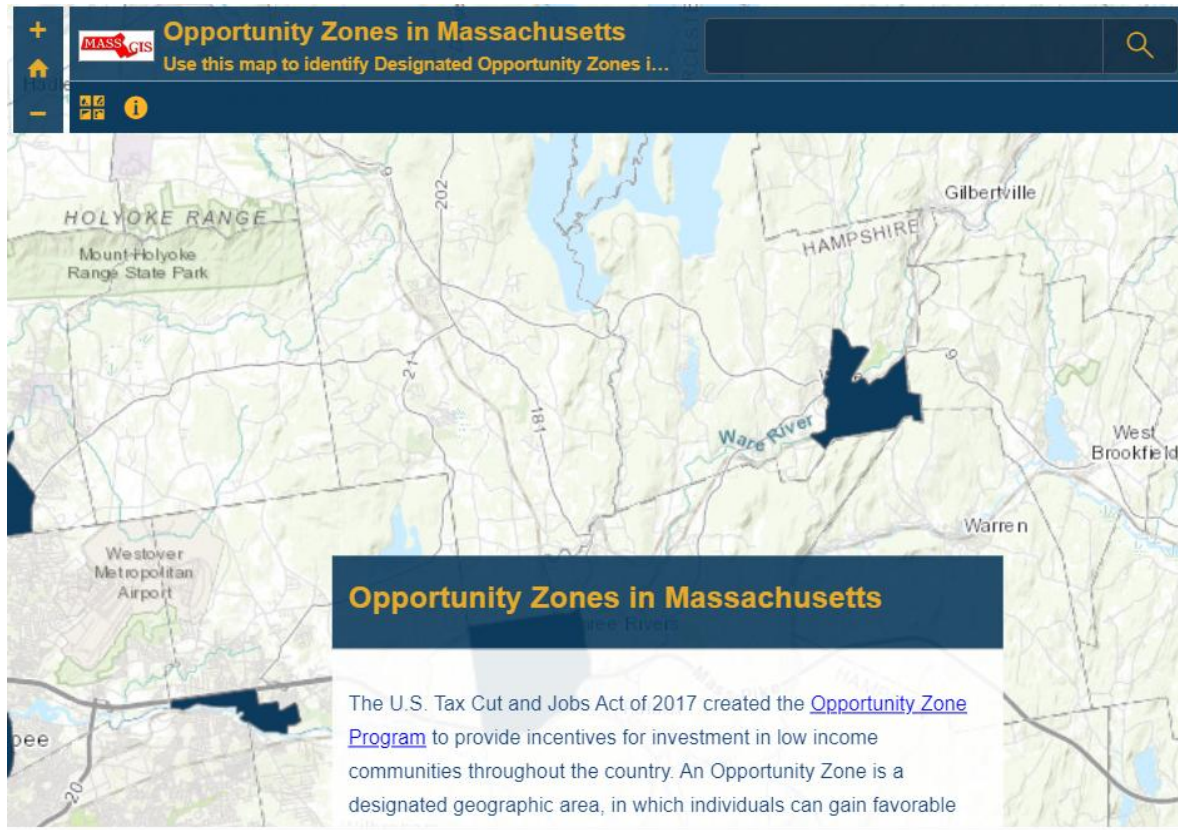 +
MASS GIS
Opportunity Zones in Massachusetts
Use this map to identify Designated Opportunity Zones i...
−
i
202
9
Gilbertville
HOLYOKE RANGE
HAMPSHIRE
Mount Holyoke
Range State Park
21
9
181
Ware River
West
Brookfield
Warren
Westover
Metropolitan
Airport
Opportunity Zones in Massachusetts
Three Rivers
The U.S. Tax Cut and Jobs Act of 2017 created the Opportunity Zone
Program to provide incentives for investment in low income
pee
communities throughout the country. An Opportunity Zone is a
20
designated geographic area, in which individuals can gain favorable